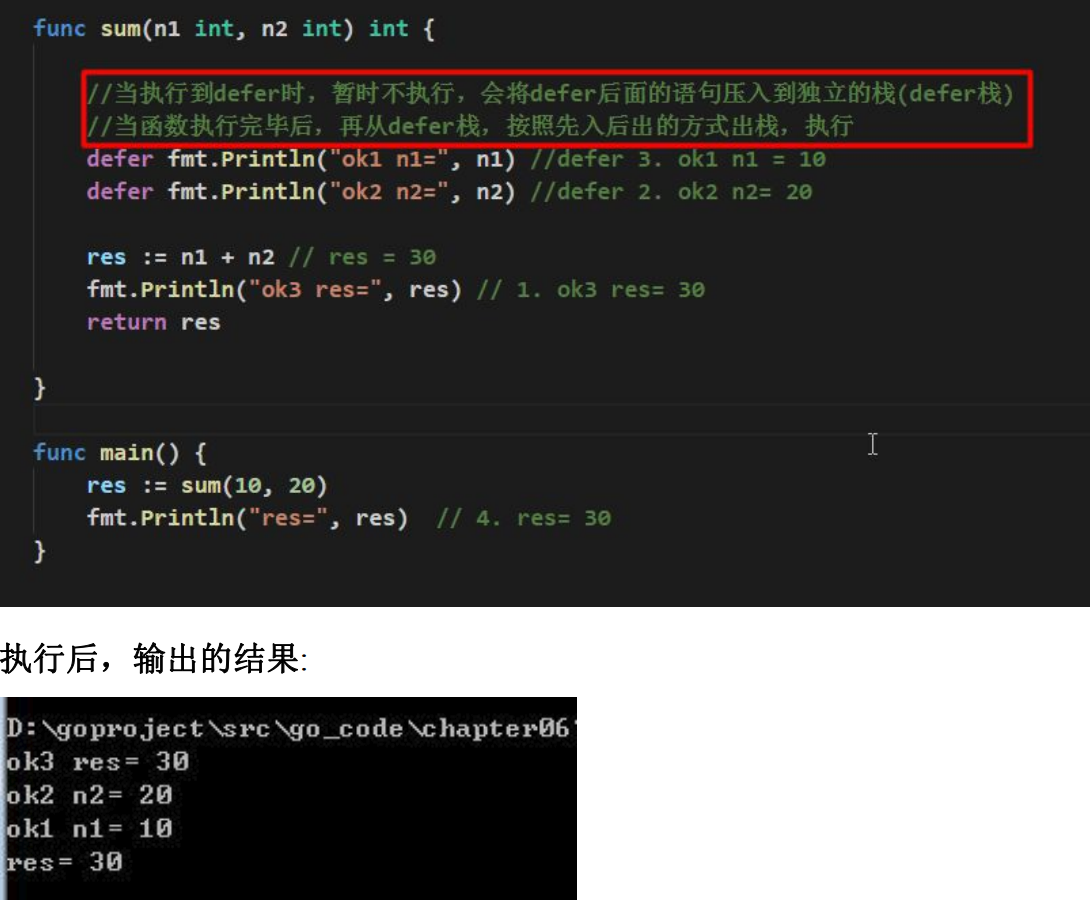 func sum(n1 int, n2 int) int {
//当执行到defer时，暂时不执行，会将defer后面的语句压入到独立的栈(defer栈)
//当函数执行完毕后，再从defer栈，按照先入后出的方式出栈，执行
defer fmt.Println("ok1 n1=", n1) //defer 3. ok1 n1 = 10
defer fmt.Println("ok2 n2=", n2) //defer 2. ok2 n2= 20
res := n1 + n2 // res = 30
fmt.Println("ok3 res=", res) // 1. ok3 res= 30
return res
}
func main() {
res := sum(10, 20)
fmt.Println("res=", res) // 4. res= 30
}
执行后，输出的结果:
D:\goproject\src\go_code\chapter06
ok3 res= 30
ok2 n2= 20
ok1 n1= 10
res= 30